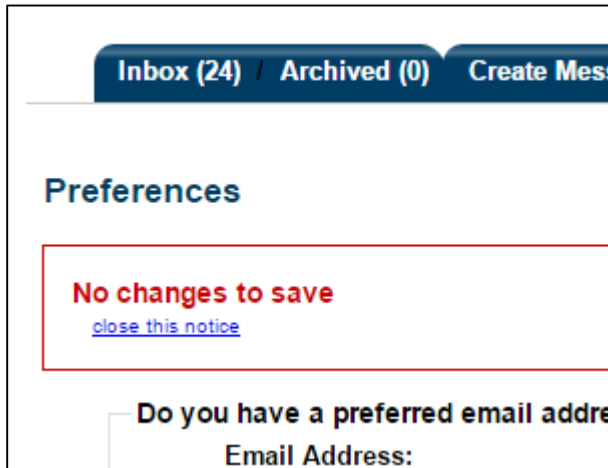 Inbox (24) / Archived (0) Create Mess
Preferences
No changes to save
close this notice
Do you have a preferred email addre
Email Address: